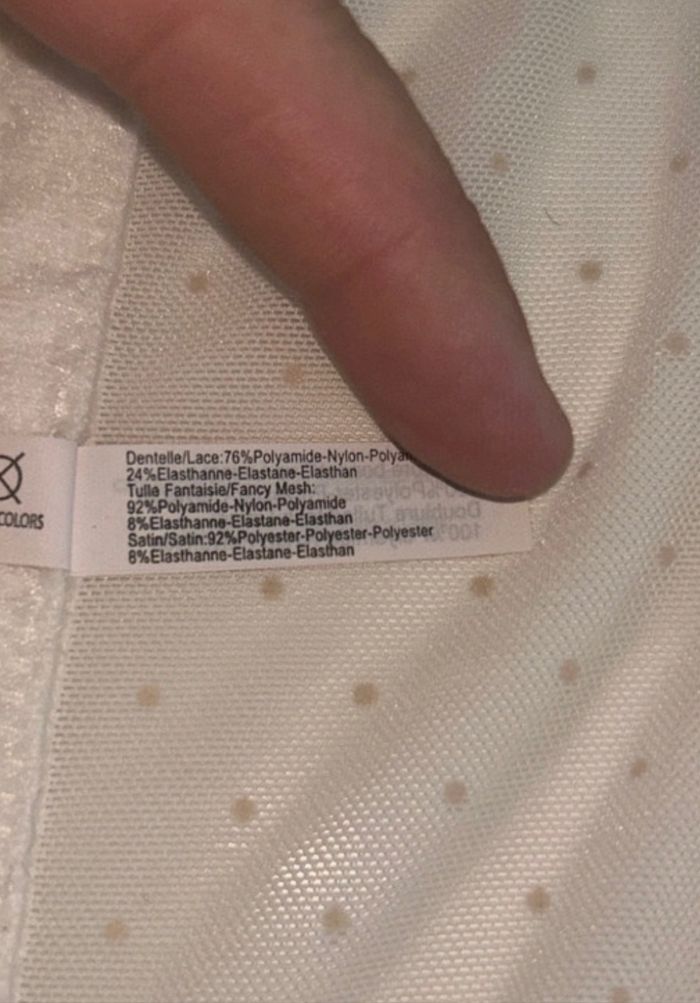 Dentelle/Lace:76%Polyamide-Nylon-
24%Elasthanne-Elastane-Elasthan
Tulle Fantaisie/Fancy Mesh:
92%Polyamide-Nylon-Polyamide
8%Elasthanne-Elastane-Elasthan
Satin/Satin:92%Polyester-Polyester-Polyester
8%Elasthanne-Elastane-Elasthan
COLORS